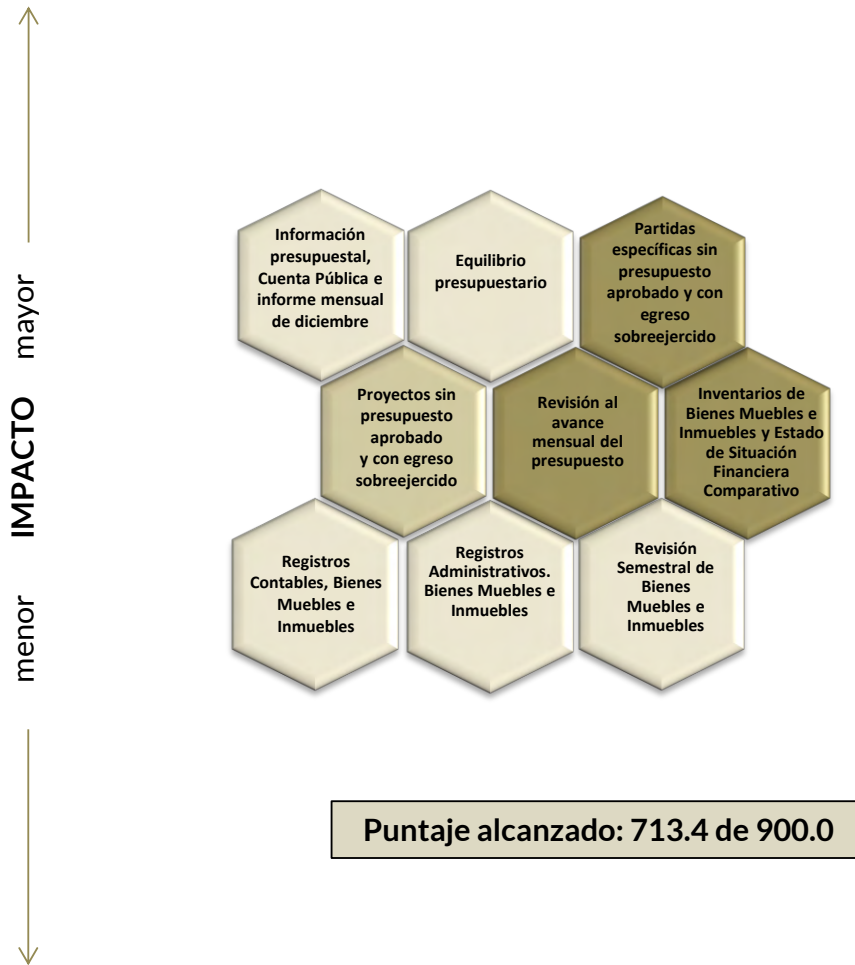 mayor
IMPACTO
menor
Información
presupuestal,
Cuenta Pública e
informe mensual
de diciembre
Equilibrio
presupuestario
Partidas
específicas sin
presupuesto
aprobado y con
egreso
sobreejercido
Proyectos sin
presupuesto
aprobado
y con egreso
sobreejercido
Revisión al
avance
mensual del
presupuesto
Inventarios de
Bienes Muebles e
Inmuebles y Estado
de Situación
Financiera
Comparativo
Registros
Contables, Bienes
Muebles e
Inmuebles
Registros
Administrativos.
Bienes Muebles e
Inmuebles
Revisión
Semestral de
Bienes
Muebles e
Inmuebles
Puntaje alcanzado: 713.4 de 900.0